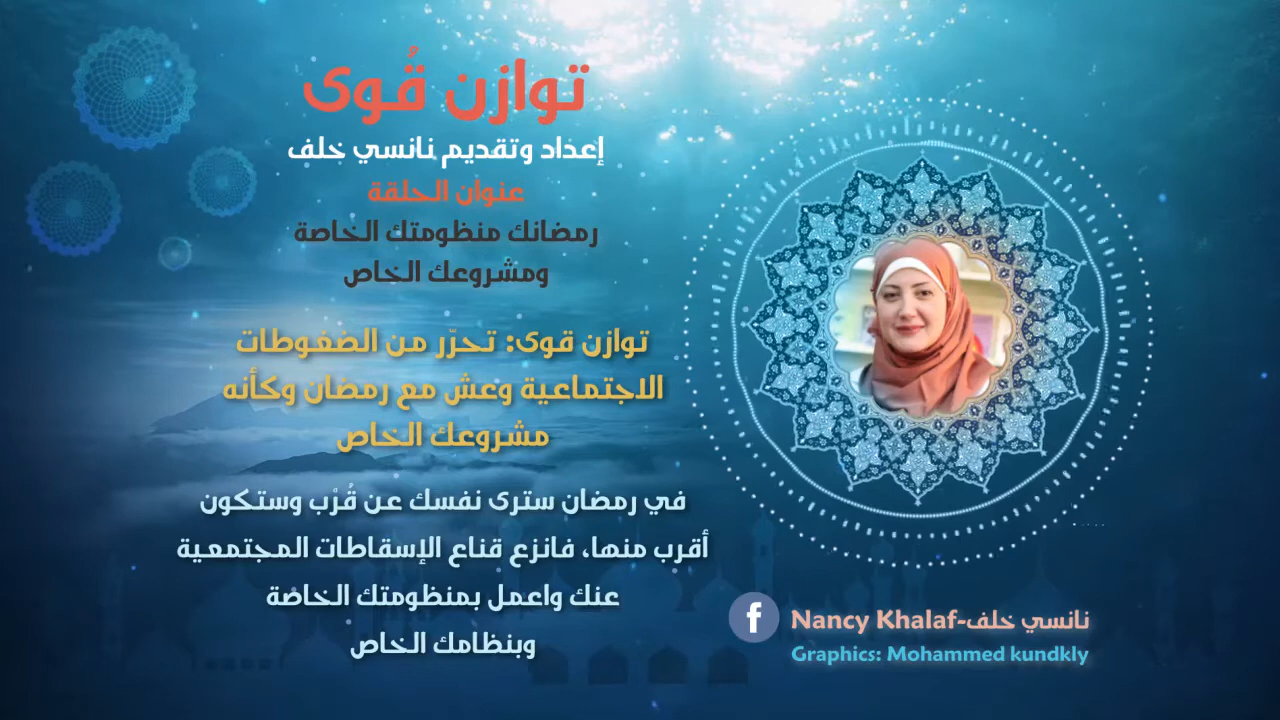 توازن قُوى
إعداد وتقديم نانسي خلف
عنوان الحلقة
رمضانك منظومتك الخاصة
ومشروعك الخاص
توازن قوى: تحرّر من الضغوطات
الاجتماعية وعش مع رمضان وكأنه
مشروعك الخاص
في رمضان سترى نفسك عن قُرْب وستكون
أقرب منها، فانزع قناع الإسقاطات المجتمعية
عنك واعمل بمنظومتك الخاصة
وبنظامك الخاص
f
Nancy Khalaf-نانسي خلف
Graphics: Mohammed kundkly